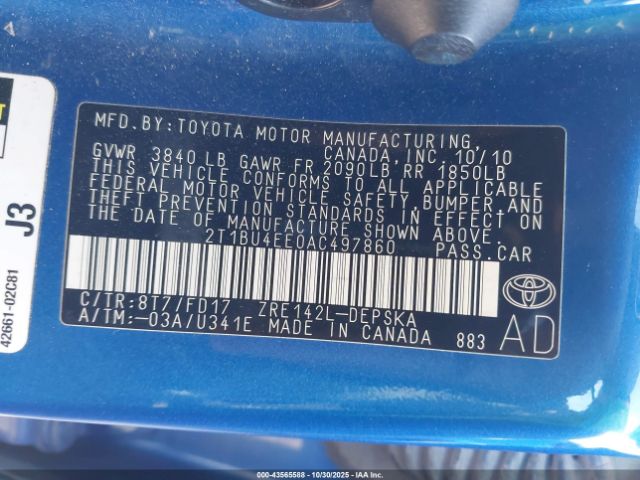 MFD.BY:TOYOTA MOTOR MANUFACTURING,
CANADA, INC. 10/10
GVWR 3840 LB GAWR FR 2090LB RR 1850LB
THIS VEHICLE CONFORMS TO ALL APPLICABLE
FEDERAL MOTOR VEHICLE SAFETY, BUMPER, AND
THEFT PREVENTION STANDARDS IN EFFECT ON
THE DATE OF MANUFACTURE SHOWN ABOVE.
2T1BU4EE0AC497860 PASS.CAR
C/TR:8T7/FD17 ZRE142L-DEPSKA
A/TM:-03A/U341E MADE IN CANADA 883
TOYOTA
AD
J3
42661-02C81
000-43565588 - 10/30/2025 - IAAI, Inc.